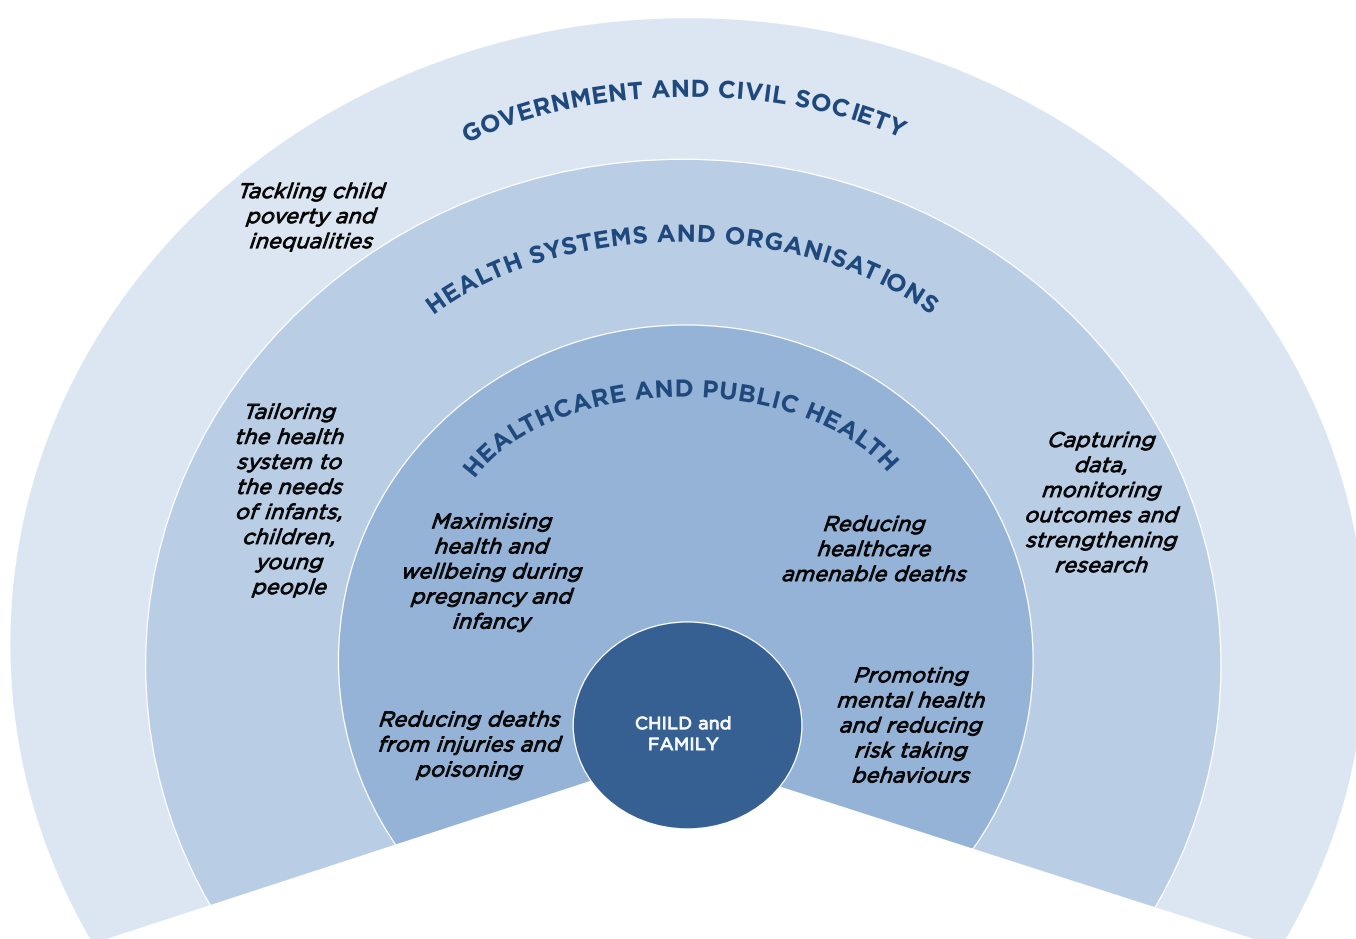 GOVERNMENT AND CIVIL SOCIETY
Tackling child
poverty and
inequalities
HEALTH SYSTEMS AND ORGANISATIONS
Tailoring
the health
system to
the needs
of infants,
children,
young
people
Capturing
data,
monitoring
outcomes and
strengthening
research
HEALTHCARE AND PUBLIC HEALTH
Maximising
health and
wellbeing during
pregnancy and
infancy
Reducing
healthcare
amenable deaths
Reducing deaths
from injuries and
poisoning
Promoting
mental health
and reducing
risk taking
behaviours
CHILD and
FAMILY